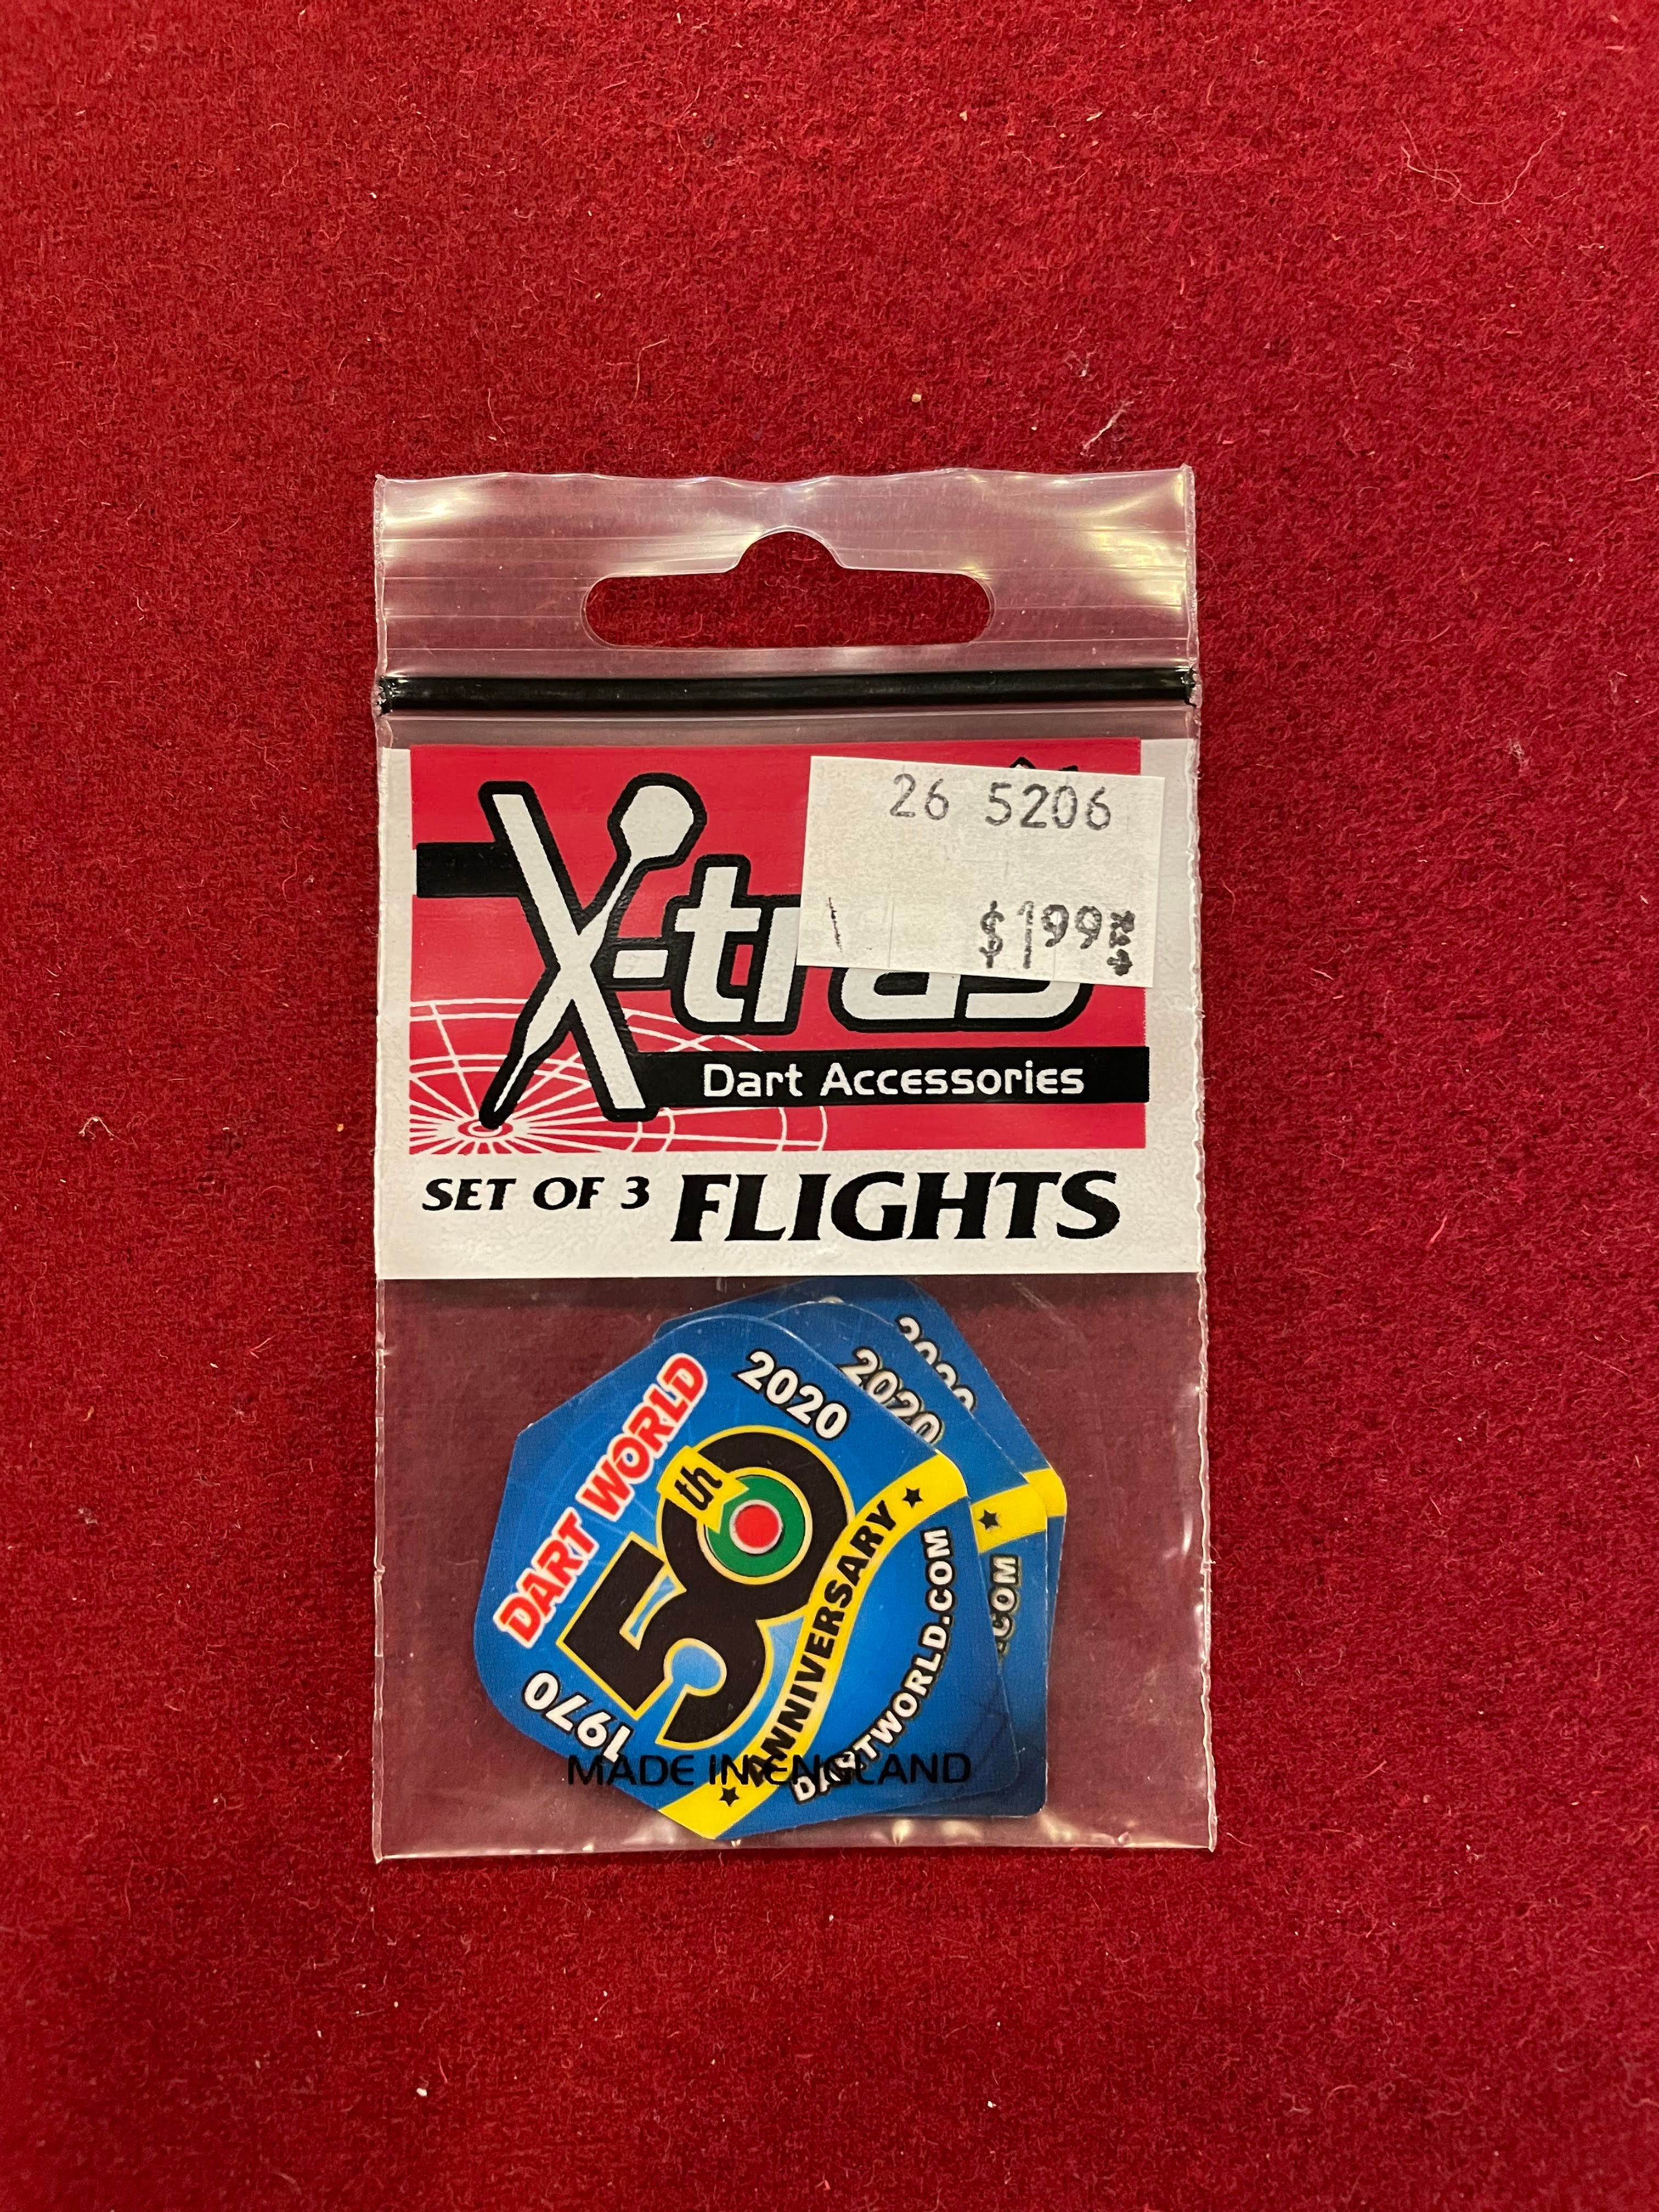 26 5206
$1.99
X-tras
Dart Accessories
SET OF 3 FLIGHTS
2020
2020
2020
DART WORLD
50th
ANNIVERSARY
.COM
DARTWORLD.COM
1970
MADE IN ENGLAND